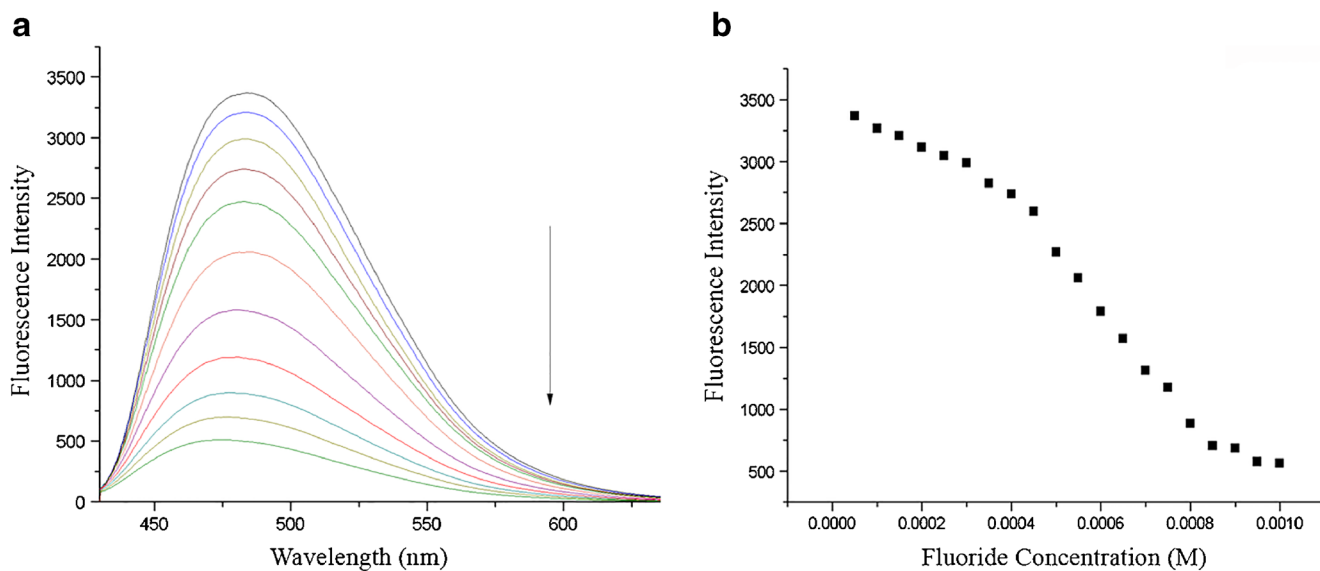 a
3500
3000
2500
2000
1500
1000
500
0
Fluorescence Intensity
450 500 550 600
Wavelength (nm)
b
3500
3000
2500
2000
1500
1000
500
Fluorescence Intensity
0.0000 0.0002 0.0004 0.0006 0.0008 0.0010
Fluoride Concentration (M)